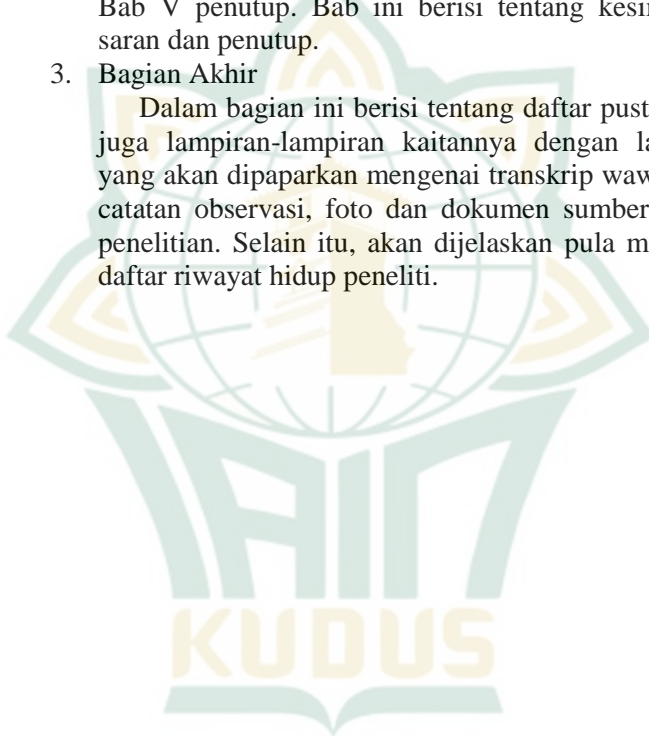 Bab V penutup. Bab ini berisi tentang
saran dan penutup.
3. Bagian Akhir
Dalam bagian ini berisi tentang daftar
juga lampiran-lampiran kaitannya dengan
yang akan dipaparkan mengenai transkrip
catatan observasi, foto dan dokumen sumber
penelitian. Selain itu, akan dijelaskan pula
daftar riwayat hidup peneliti.
IAIN
KUDUS